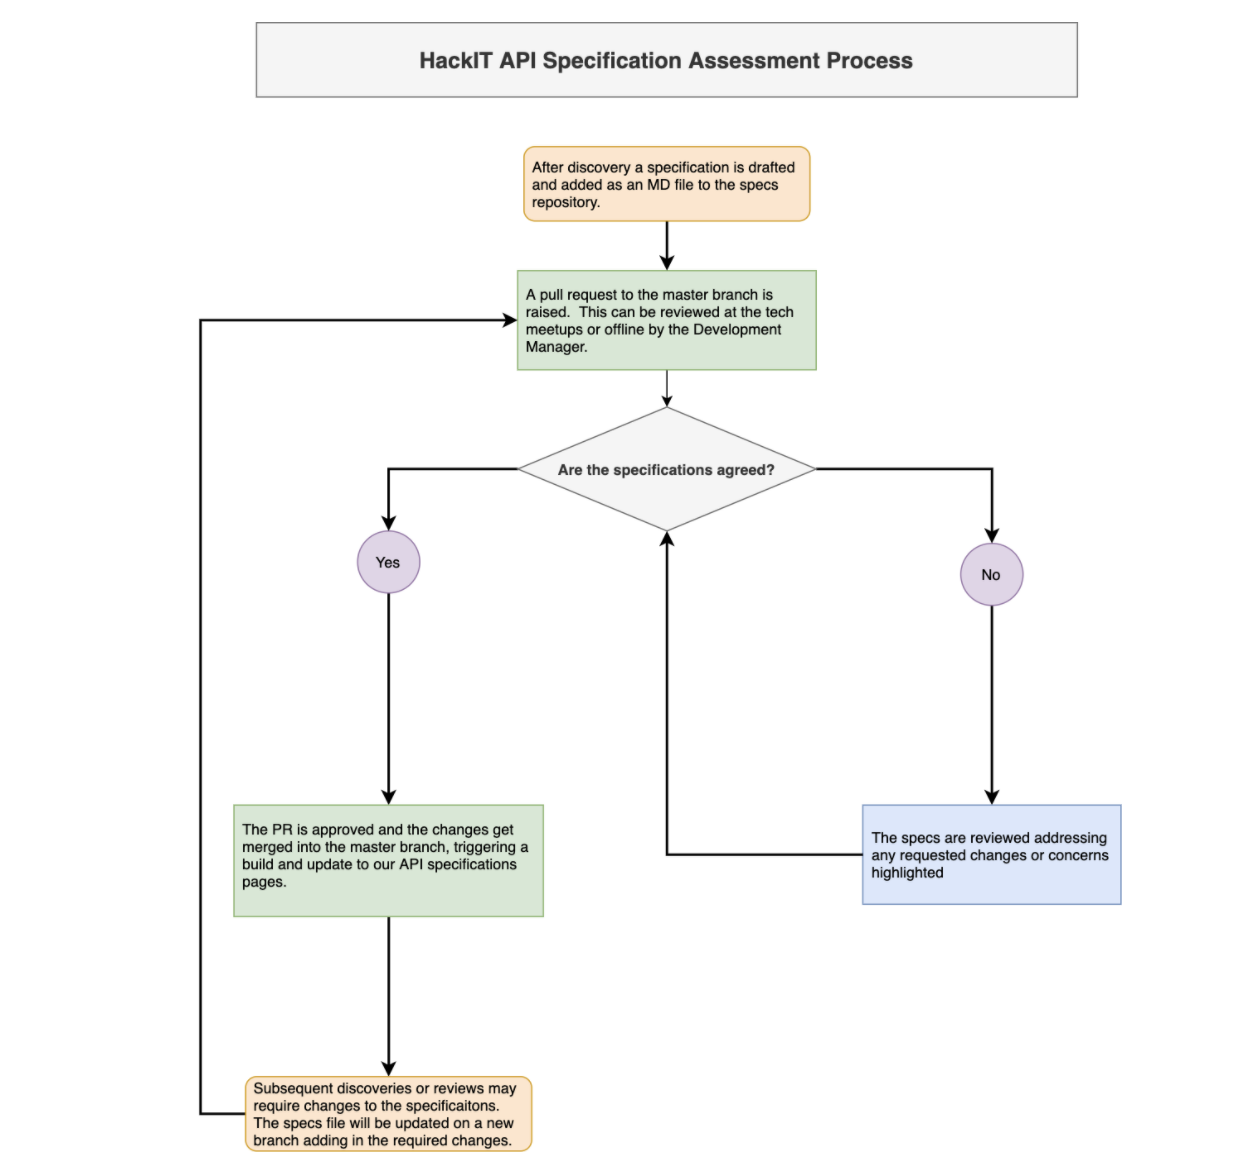 HackIT API Specification Assessment Process
After discovery a specification is drafted
and added as an MD file to the specs
repository.
A pull request to the master branch is
raised.  This can be reviewed at the tech
meetups or offline by the Development
Manager.
Are the specifications agreed?
Yes
No
The PR is approved and the changes get
merged into the master branch, triggering a
build and update to our API specifications
pages.
The specs are reviewed addressing
any requested changes or concerns
highlighted
Subsequent discoveries or reviews may
require changes to the specificaitons.
The specs file will be updated on a new
branch adding in the required changes.